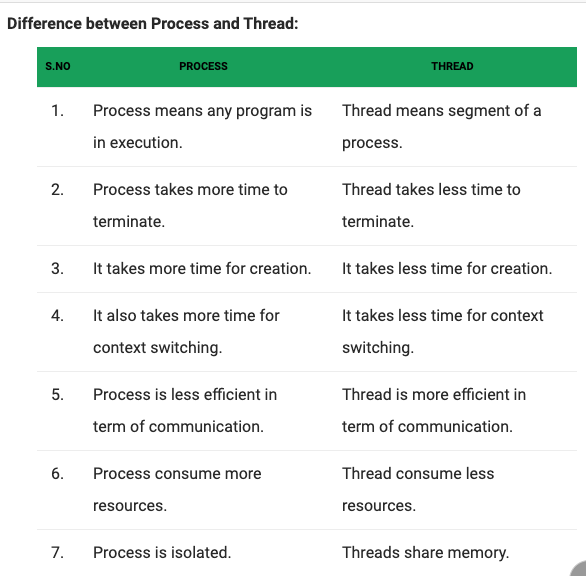 Difference between Process and Thread:
S.NO PROCESS THREAD
1. Process means any program is Thread means segment of a
in execution. process.
2. Process takes more time to Thread takes less time to
terminate. terminate.
3. It takes more time for creation. It takes less time for creation.
4. It also takes more time for It takes less time for context
context switching. switching.
5. Process is less efficient in Thread is more efficient in
term of communication. term of communication.
6. Process consume more Thread consume less
resources. resources.
7. Process is isolated. Threads share memory.